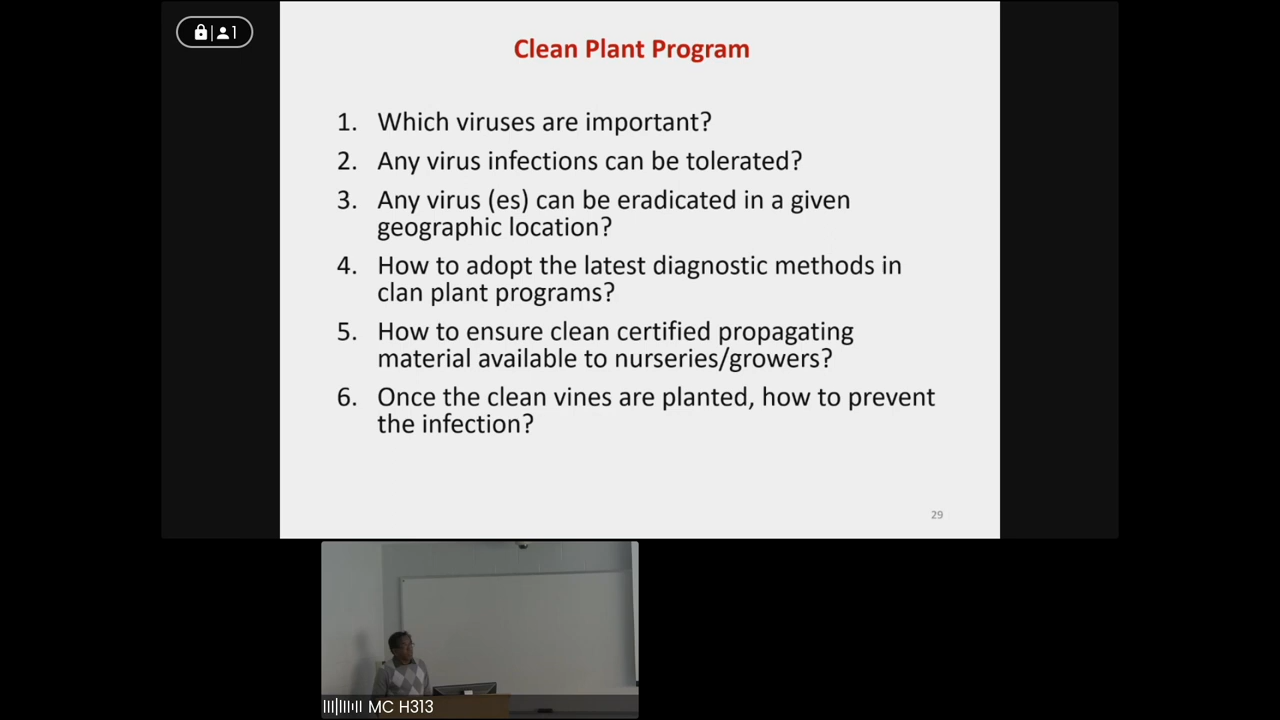 1
Clean Plant Program
1. Which viruses are important?
2. Any virus infections can be tolerated?
3. Any virus (es) can be eradicated in a given
geographic location?
4. How to adopt the latest diagnostic methods in
clan plant programs?
5. How to ensure clean certified propagating
material available to nurseries/growers?
6. Once the clean vines are planted, how to prevent
the infection?
29
MC H313